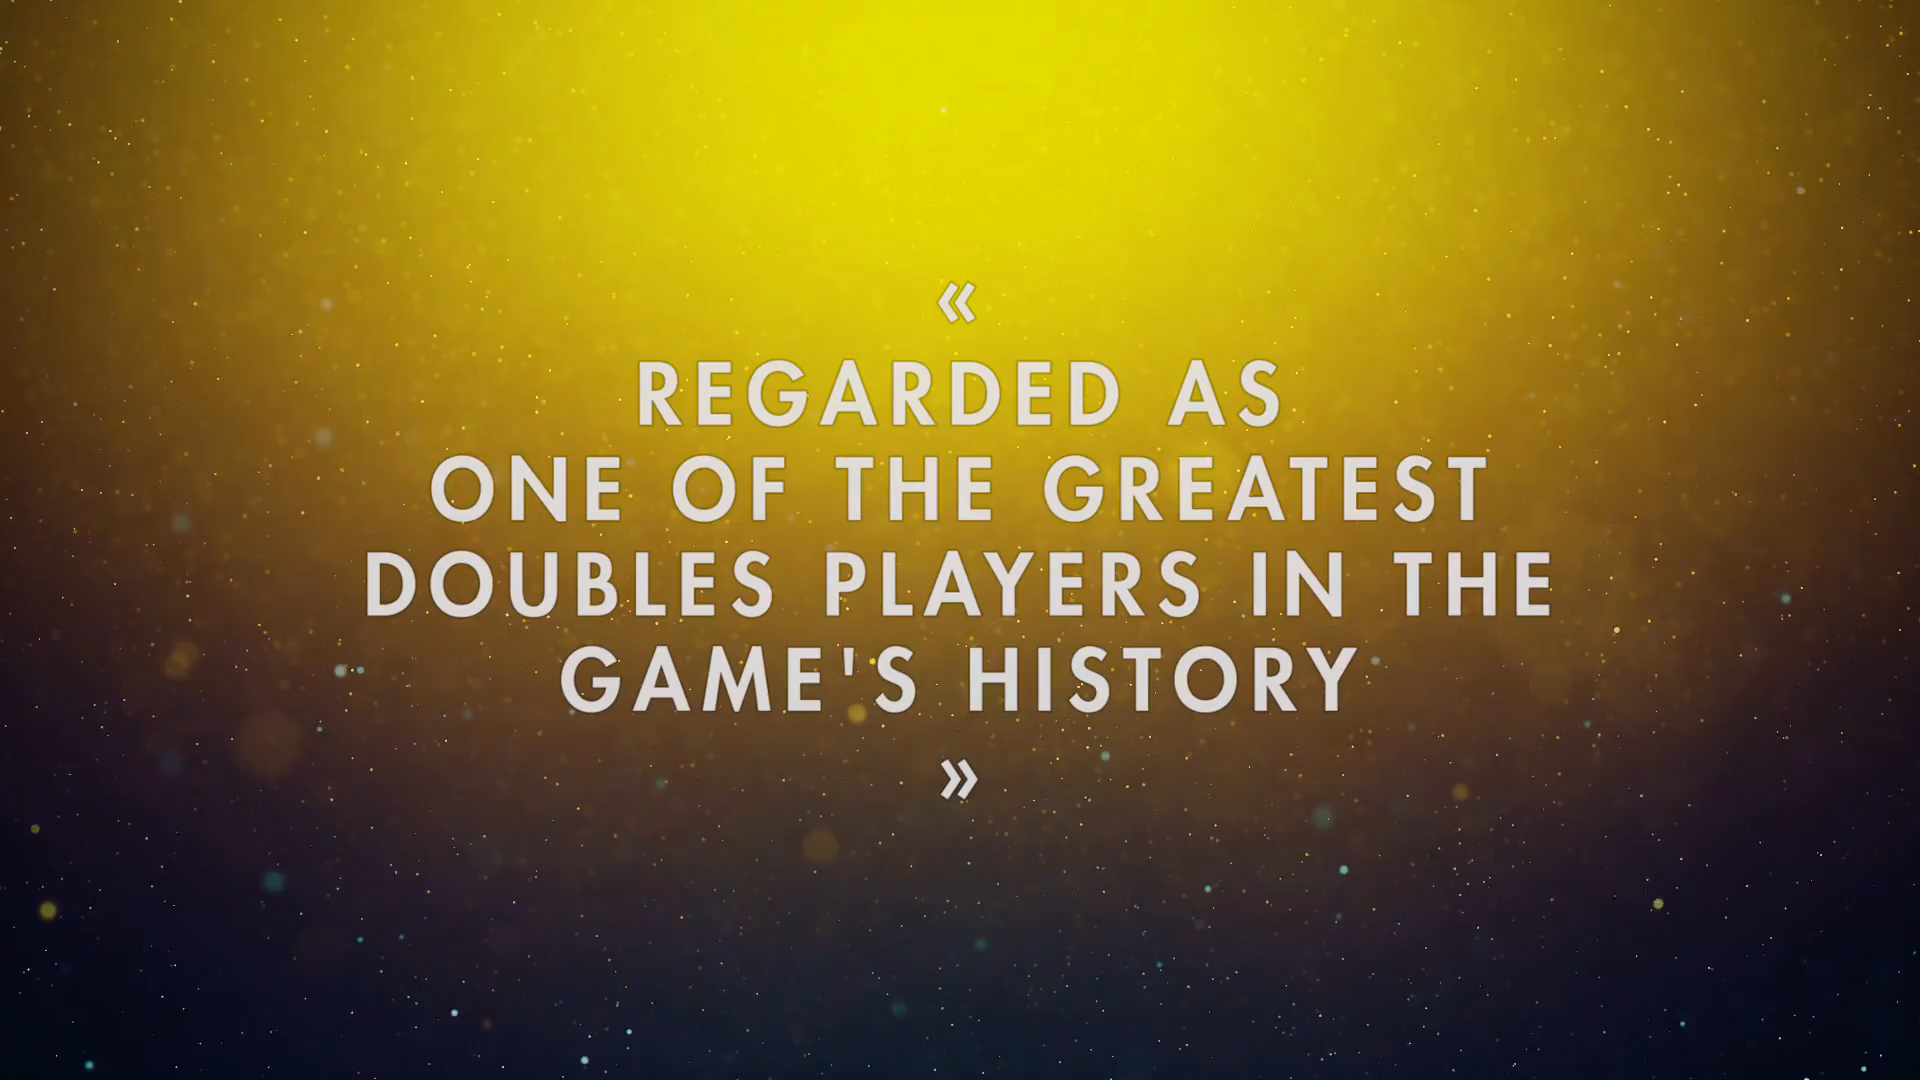 «
REGARDED AS
ONE OF THE GREATEST
DOUBLES PLAYERS IN THE
GAME'S HISTORY
»